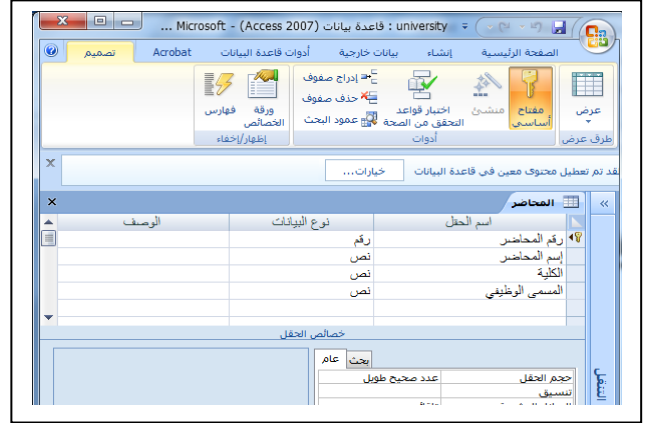 university : قاعدة بيانات (Access 2007) - Microsoft ...
الصفحة الرئيسية إنشاء بيانات خارجية أدوات قاعدة البيانات Acrobat تصميم
عرض
مفتاح أساسي
منشئ
اختبار قواعد التحقق من الصحة
إدراج صفوف
حذف صفوف
عمود البحث
ورقة الخصائص
فهارس
طرق عرض أدوات إظهار/إخفاء
لقد تم تعطيل محتوى معين في قاعدة البيانات خيارات...
المحاضر
اسم الحقل نوع البيانات الوصف
رقم المحاضر رقم
إسم المحاضر نص
الكلية نص
المسمى الوظيفي نص
خصائص الحقل
عام بحث
حجم الحقل عدد صحيح طويل
تنسيق